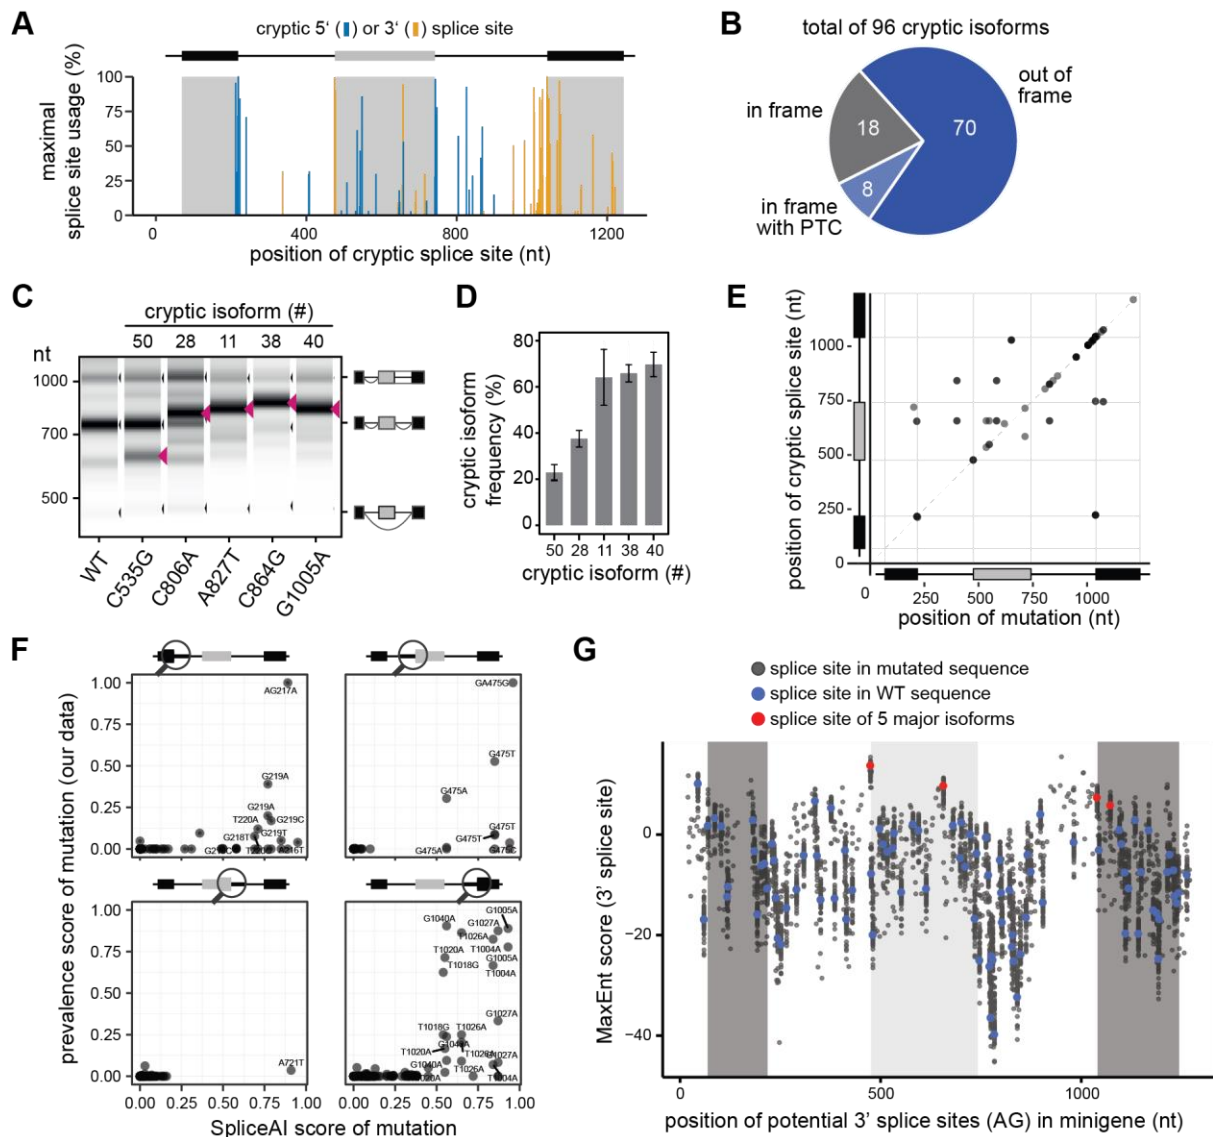 A
cryptic 5‘ ( ) or 3‘ ( ) splice site
maximal
splice site usage (%)
100
75
50
25
0
0
400
800
1200
position of cryptic splice site (nt)
B
total of 96 cryptic isoforms
in frame
18
70
out of
frame
8
in frame
with PTC
C
cryptic isoform (#)
50 28 11 38 40
nt
1000
700
500
WT
C535G
C806A
A827T
C864G
G1005A
D
cryptic isoform
frequency (%)
80
60
40
20
0
50 28 11 38 40
cryptic isoform (#)
E
position of cryptic splice site (nt)
1000
750
500
250
0
0 250 500 750 1000
position of mutation (nt)
F
prevalence score of mutation (our data)
1.00
0.75
0.50
0.25
0.00
AG217A
G219A
G219A
T220A
G219C
G218T
G219T
A216T
GA475G
G475T
G475A
G475T
G475A
G475C
1.00
0.75
0.50
0.25
0.00
A721T
G1005A
G1040A
G1027A
T1026A
T1020A
T1004A
G1005A
T1018G
T1004A
G1027A
T1018G
T1026A
T1020A
G1040A
T1026A
T1004A
0.00 0.25 0.50 0.75 1.00
0.00 0.25 0.50 0.75 1.00
SpliceAI score of mutation
G
splice site in mutated sequence
splice site in WT sequence
splice site of 5 major isoforms
MaxEnt score (3’ splice site)
0
−20
−40
0
500
1000
position of potential 3’ splice sites (AG) in minigene (nt)